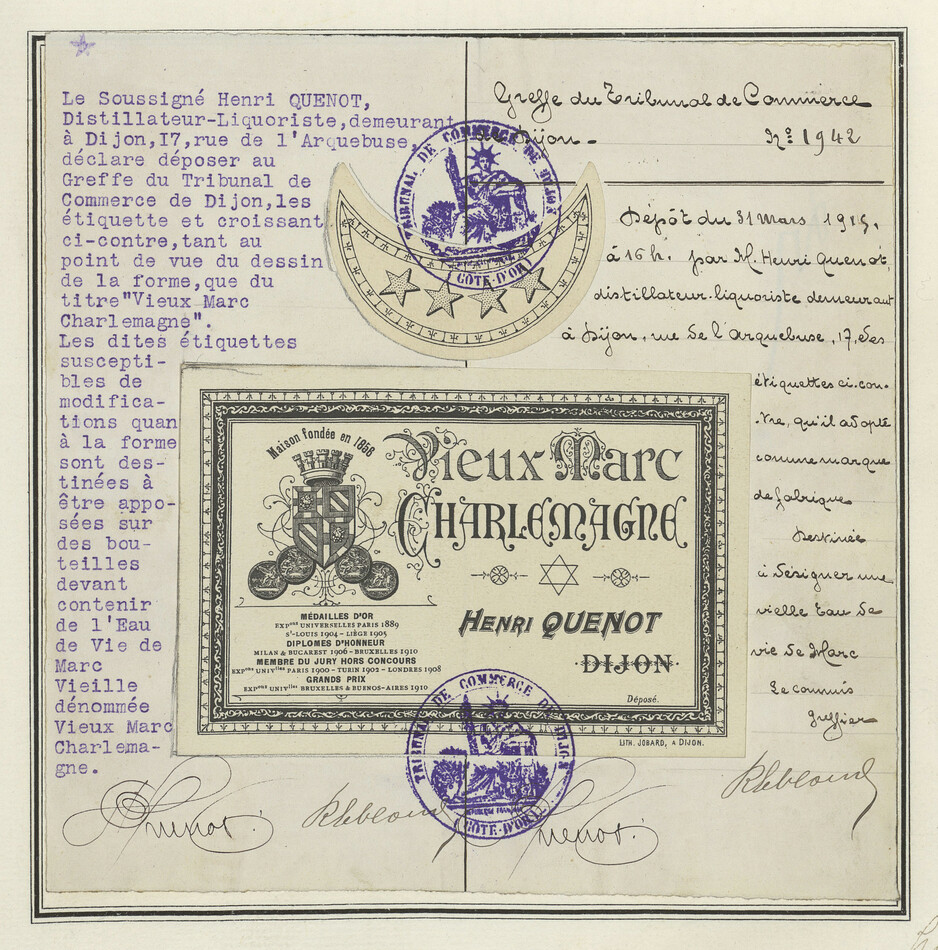 Le Soussigné Henri QUENOT,
Distillateur-Liquoriste,demeurant
à Dijon,I7,rue de l'Arquebuse,
déclare déposer au
Greffe du Tribunal de
Commerce de Dijon,les
étiquette et croissant
ci-contre,tant au
point de vue du dessin
de la forme,que du
titre"Vieux Marc
Charlemagne".
Les dites étiquettes
suscepti-
bles de
modifica-
tions quan
à la forme
sont des-
tinées à
être appo-
sées sur
des bou-
teilles
devant
contenir
de l'Eau
de Vie de
Marc
Vieille
dénommée
Vieux Marc
Charlema-
gne.
Greffe du Tribunal de Commerce
de Dijon.-
No 1942
Dépôt du 31 Mars 1915,
à 16 h. par M. Henri Quenot,
distillateur-liquoriste demeurant
à Dijon, rue de l'Arquebuse, 17, des
étiquettes ci-con-
-tre, qu'il adopte
comme marque
de fabrique
destinée
à désigner une
vielle Eau de
vie de Marc
Le commis
greffier
TRIBUNAL DE COMMERCE DE DIJON
(CÔTE-D'OR)
Maison fondée en 1868
Vieux Marc
CHARLEMAGNE
HENRI QUENOT
DIJON
Déposé.
MÉDAILLES D'OR
EXPons UNIVERSELLES PARIS 1889
St-LOUIS 1904 - LIÈGE 1905
DIPLOMES D'HONNEUR
MILAN & BUCAREST 1906 - BRUXELLES 1910
MEMBRE DU JURY HORS CONCOURS
EXPons UNIVlles PARIS 1900 - TURIN 1902 - LONDRES 1908
GRANDS PRIX
EXPons UNIVlles BRUXELLES & BUENOS-AIRES 1910
LITH. JOBARD, A DIJON.
TRIBUNAL DE COMMERCE DE DIJON
RÉPUBLIQUE FRANÇAISE
(CÔTE-D'OR)
Quenot.
R Leblond
Quenot.
R Leblond